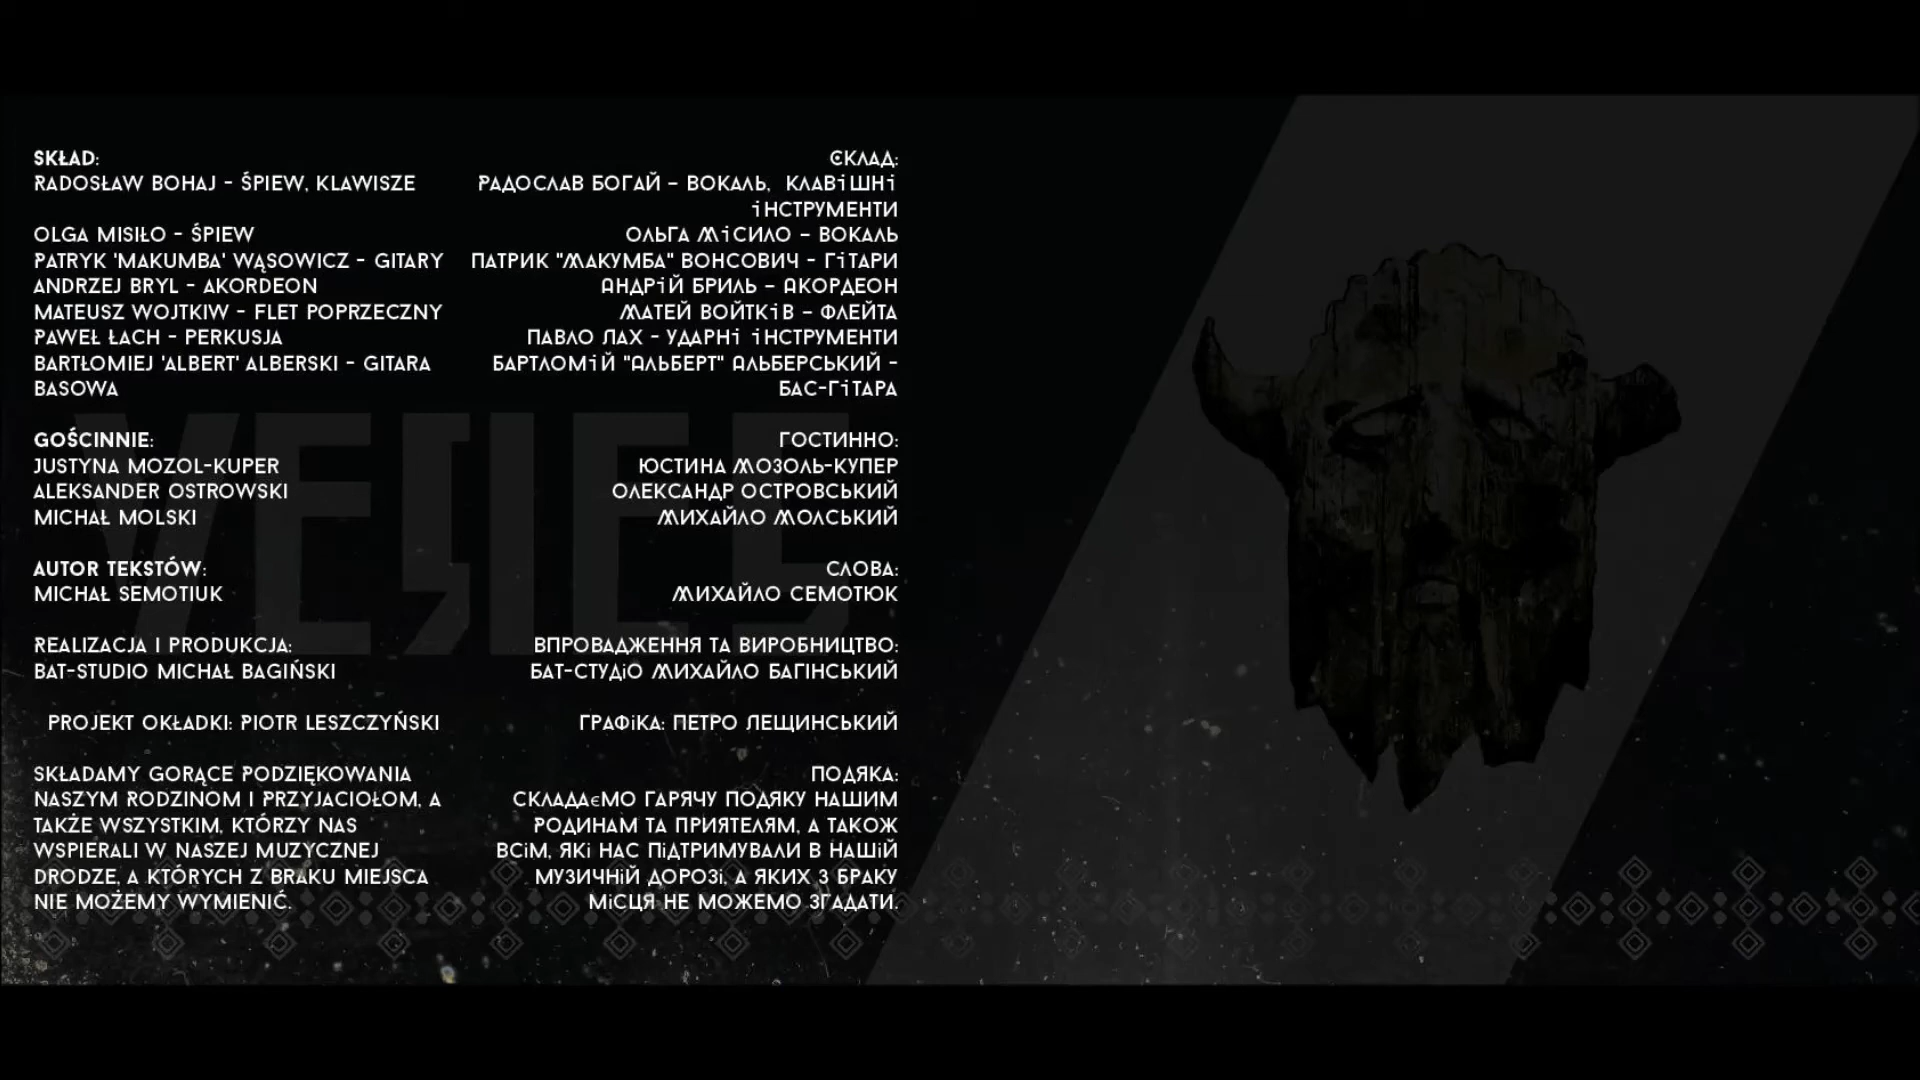 SKŁAD:
RADOSŁAW BOHAJ - ŚPIEW, KLAWISZE
OLGA MISIŁO - ŚPIEW
PATRYK 'MAKUMBA' WĄSOWICZ - GITARY
ANDRZEJ BRYL - AKORDEON
MATEUSZ WOJTKIW - FLET POPRZECZNY
PAWEŁ ŁACH - PERKUSJA
BARTŁOMIEJ 'ALBERT' ALBERSKI - GITARA
BASOWA
GOŚCINNIE:
JUSTYNA MOZOL-KUPER
ALEKSANDER OSTROWSKI
MICHAŁ MOLSKI
AUTOR TEKSTÓW:
MICHAŁ SEMOTIUK
REALIZACJA I PRODUKCJA:
BAT-STUDIO MICHAŁ BAGIŃSKI
PROJEKT OKŁADKI: PIOTR LESZCZYŃSKI
SKŁADAMY GORĄCE PODZIĘKOWANIA
NASZYM RODZINOM I PRZYJACIOŁOM, A
TAKŻE WSZYSTKIM, KTÓRZY NAS
WSPIERALI W NASZEJ MUZYCZNEJ
DRODZE, A KTÓRYCH Z BRAKU MIEJSCA
NIE MOŻEMY WYMIENIĆ.
СКЛАД:
РАДОСЛАВ БОГАЙ – ВОКАЛЬ, КЛАВіШНі
іНСТРУМЕНТИ
ОЛЬГА МіСИЛО – ВОКАЛЬ
ПАТРИК "МАКУМБА" ВОНСОВИЧ - ГіТАРИ
АНДРіЙ БРИЛЬ – АКОРДЕОН
МАТЕЙ ВОЙТКіВ – ФЛЕЙТА
ПАВЛО ЛАХ - УДАРНі іНСТРУМЕНТИ
БАРТЛОМіЙ "АЛЬБЕРТ" АЛЬБЕРСЬКИЙ –
БАС-ГіТАРА
ГОСТИННО:
ЮСТИНА МОЗОЛЬ-КУПЕР
ОЛЕКСАНДР ОСТРОВСЬКИЙ
МИХАЙЛО МОЛСЬКИЙ
СЛОВА:
МИХАЙЛО СЕМОТЮК
ВПРОВАДЖЕННЯ ТА ВИРОБНИЦТВО:
БАТ-СТУДіО МИХАЙЛО БАГІНСЬКИЙ
ГРАФіКА: ПЕТРО ЛЕЩИНСЬКИЙ
ПОДЯКА:
СКЛАДАєМО ГАРЯЧУ ПОДЯКУ НАШИМ
РОДИНАМ ТА ПРИЯТЕЛЯМ, А ТАКОЖ
ВСіМ, ЯКі НАС ПіДТРИМУВАЛИ В НАШіЙ
МУЗИЧНіЙ ДОРОЗі, А ЯКИХ З БРАКУ
МіСЦЯ НЕ МОЖЕМО ЗГАДАТИ.